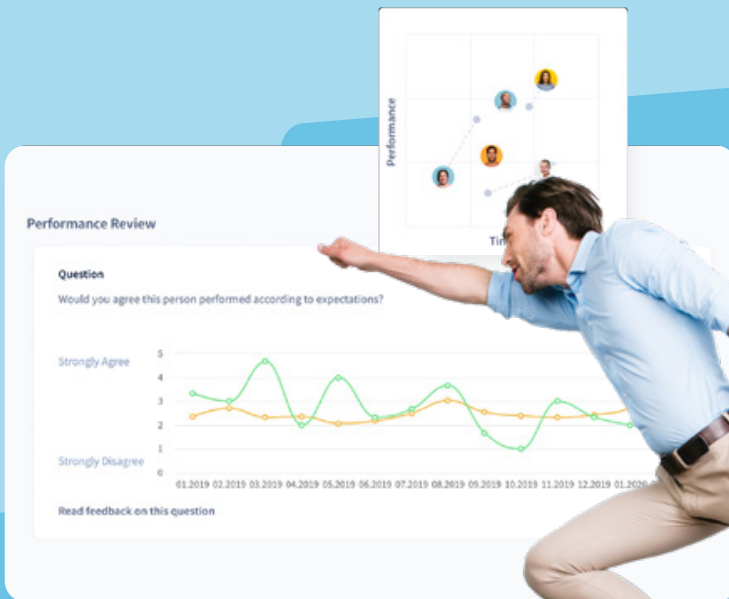 Performance
Performance Review
Question
Would you agree this person performed according to expectations?
Strongly Agree
5
4
3
2
1
0
Strongly Disagree
01.2019 02.2019 03.2019 04.2019 05.2019 06.2019 07.2019 08.2019 09.2019 10.2019 11.2019 12.2019 01.2020
Read feedback on this question